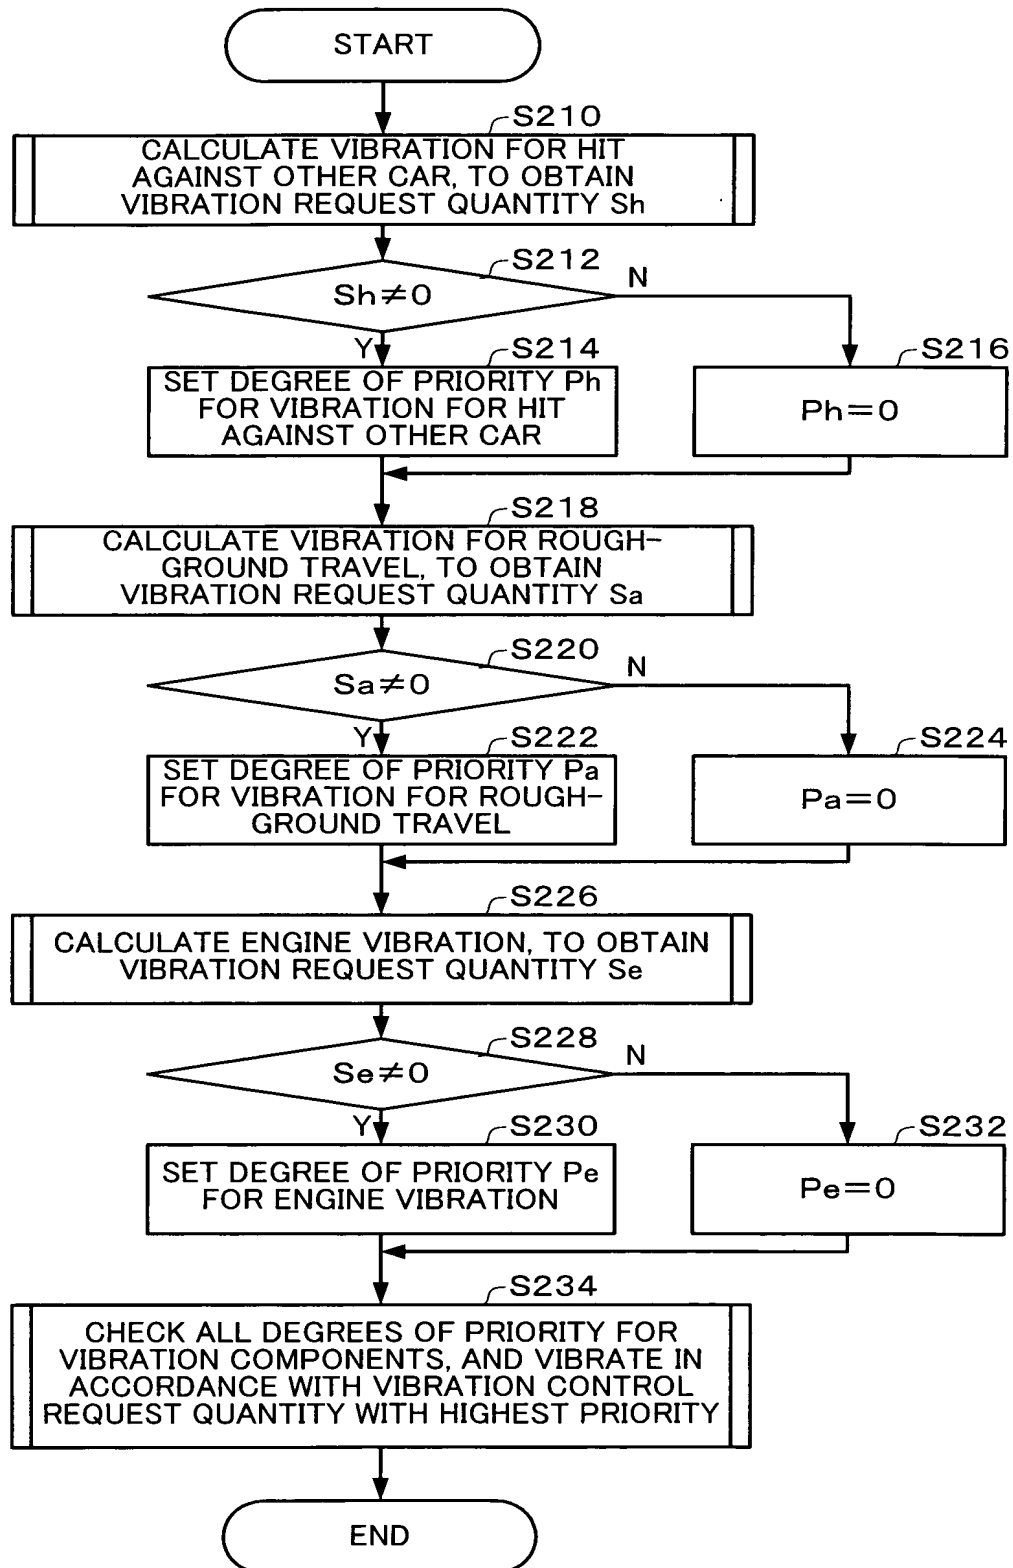 START
S210
CALCULATE VIBRATION FOR HIT
AGAINST OTHER CAR, TO OBTAIN
VIBRATION REQUEST QUANTITY Sh
S212
Sh≠0
N
Y
S214
SET DEGREE OF PRIORITY Ph
FOR VIBRATION FOR HIT
AGAINST OTHER CAR
S216
Ph=0
S218
CALCULATE VIBRATION FOR ROUGH-
GROUND TRAVEL, TO OBTAIN
VIBRATION REQUEST QUANTITY Sa
S220
Sa≠0
N
Y
S222
SET DEGREE OF PRIORITY Pa
FOR VIBRATION FOR ROUGH-
GROUND TRAVEL
S224
Pa=0
S226
CALCULATE ENGINE VIBRATION, TO OBTAIN
VIBRATION REQUEST QUANTITY Se
S228
Se≠0
N
Y
S230
SET DEGREE OF PRIORITY Pe
FOR ENGINE VIBRATION
S232
Pe=0
S234
CHECK ALL DEGREES OF PRIORITY FOR
VIBRATION COMPONENTS, AND VIBRATE IN
ACCORDANCE WITH VIBRATION CONTROL
REQUEST QUANTITY WITH HIGHEST PRIORITY
END